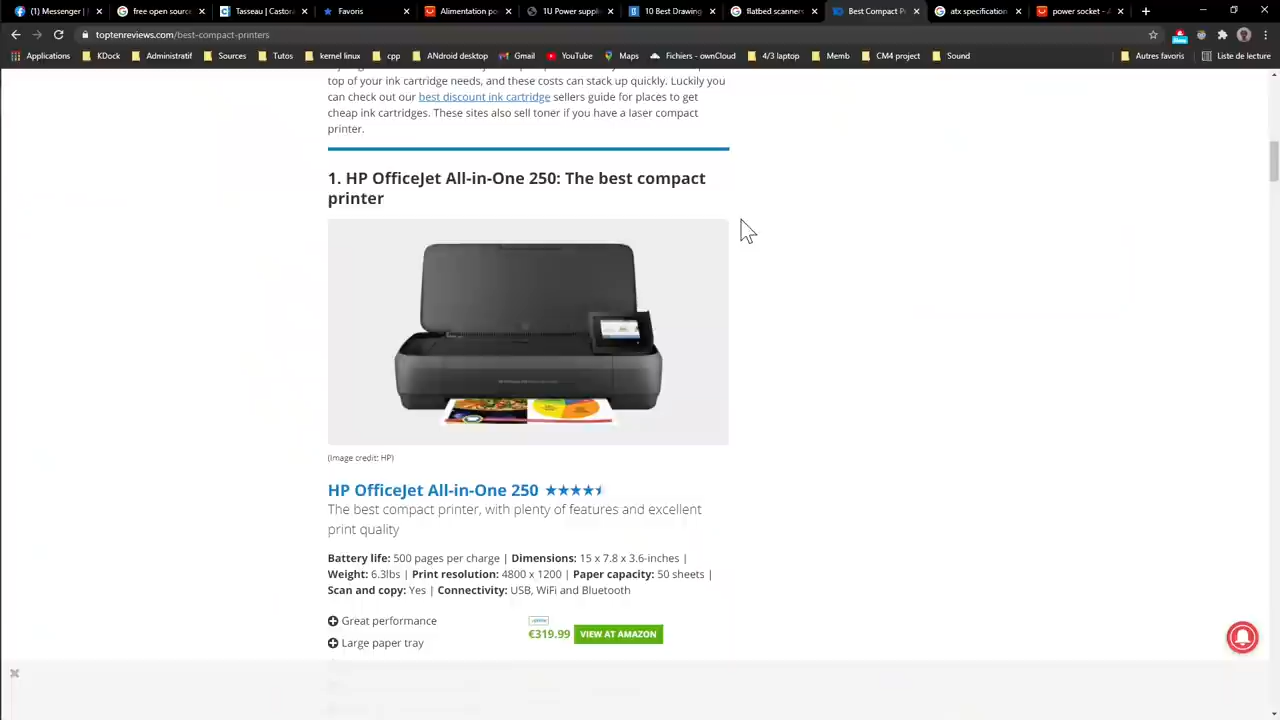 (1) Messenger |
free open sourc
Tasseau | Castor
Favoris
Alimentation po
1U Power suppl
10 Best Drawing
flatbed scanners
Best Compact P
atx specification
power socket - A
toptenreviews.com/best-compact-printers
Applications
KDock
Administratif
Sources
Tutos
kernel linux
cpp
ANdroid desktop
Gmail
YouTube
Maps
Fichiers - ownCloud
4/3 laptop
Memb
CM4 project
Sound
Autres favoris
Liste de lecture
top of your ink cartridge needs, and these costs can stack up quickly. Luckily you
can check out our best discount ink cartridge sellers guide for places to get
cheap ink cartridges. These sites also sell toner if you have a laser compact
printer.
1. HP OfficeJet All-in-One 250: The best compact
printer
(Image credit: HP)
HP OfficeJet All-in-One 250
The best compact printer, with plenty of features and excellent
print quality
Battery life: 500 pages per charge | Dimensions: 15 x 7.8 x 3.6-inches |
Weight: 6.3lbs | Print resolution: 4800 x 1200 | Paper capacity: 50 sheets |
Scan and copy: Yes | Connectivity: USB, WiFi and Bluetooth
Great performance
€319.99 VIEW AT AMAZON
Large paper tray